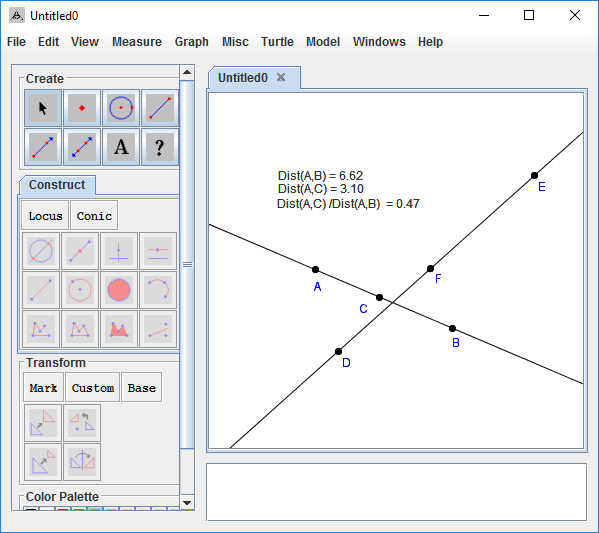 Untitled0
File Edit View Measure Graph Misc Turtle Model Windows Help
Create
A ?
Construct
Locus Conic
Transform
Mark Custom Base
Color Palette
Untitled0
Dist(A,B) = 6.62
Dist(A,C) = 3.10
Dist(A,C) /Dist(A,B) = 0.47
E
F
A
C
B
D